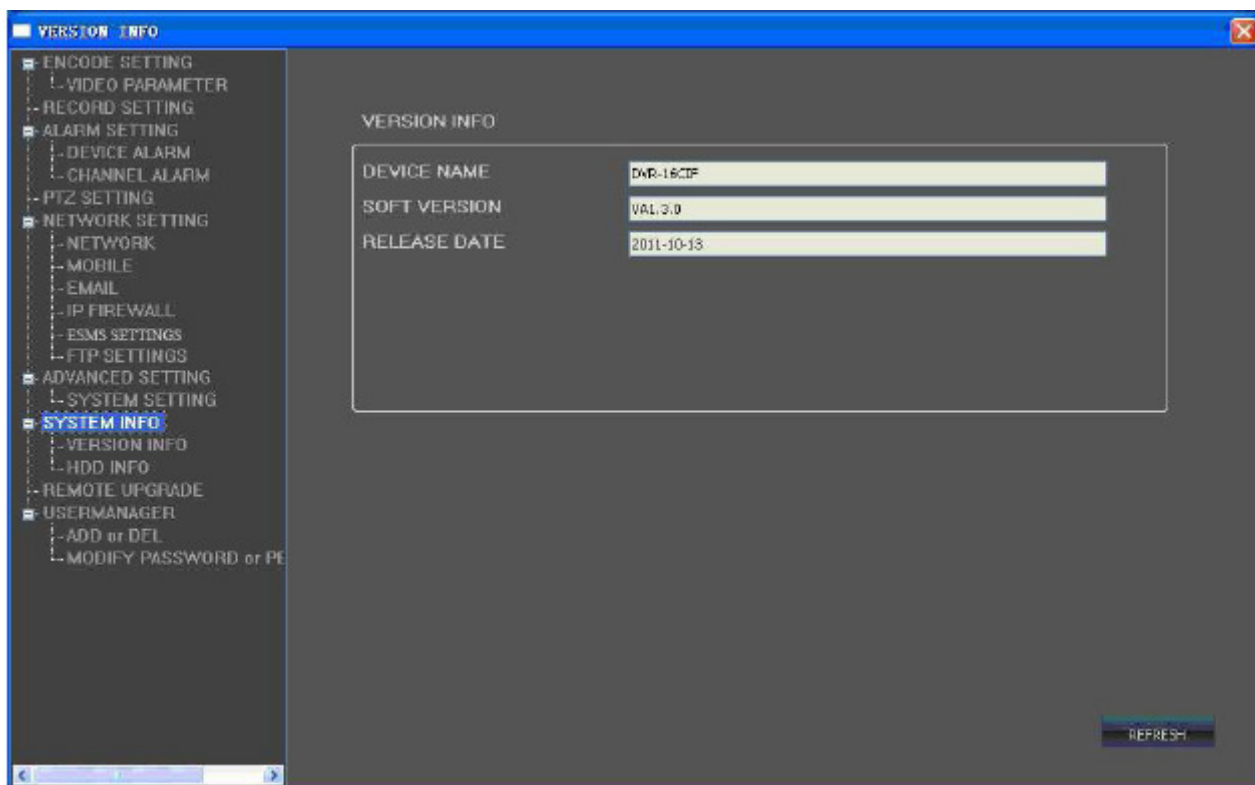 VERSION INFO
ENCODE SETTING
VIDEO PARAMETER
RECORD SETTING
ALARM SETTING
DEVICE ALARM
CHANNEL ALARM
PTZ SETTING
NETWORK SETTING
NETWORK
MOBILE
EMAIL
IP FIREWALL
ESMS SETTINGS
FTP SETTINGS
ADVANCED SETTING
SYSTEM SETTING
SYSTEM INFO
VERSION INFO
HDD INFO
REMOTE UPGRADE
USERMANAGER
ADD or DEL
MODIFY PASSWORD or PE
VERSION INFO
DEVICE NAME DVR-16CIF
SOFT VERSION VA1.3.0
RELEASE DATE 2011-10-13
REFRESH